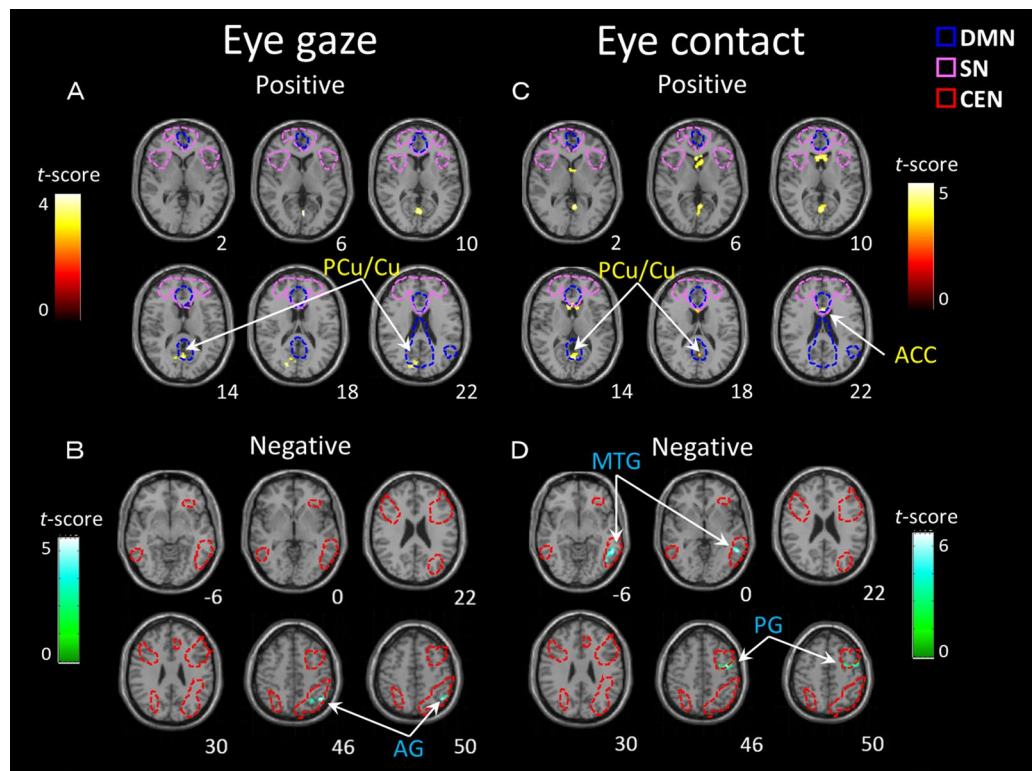 Eye gaze
Eye contact
DMN
SN
CEN
A
Positive
t-score
4
0
2
6
10
PCu/Cu
14
18
22
C
Positive
t-score
5
0
2
6
10
PCu/Cu
ACC
14
18
22
B
Negative
t-score
5
0
-6
0
22
30
46
50
AG
D
Negative
MTG
t-score
6
0
-6
0
22
PG
30
46
50